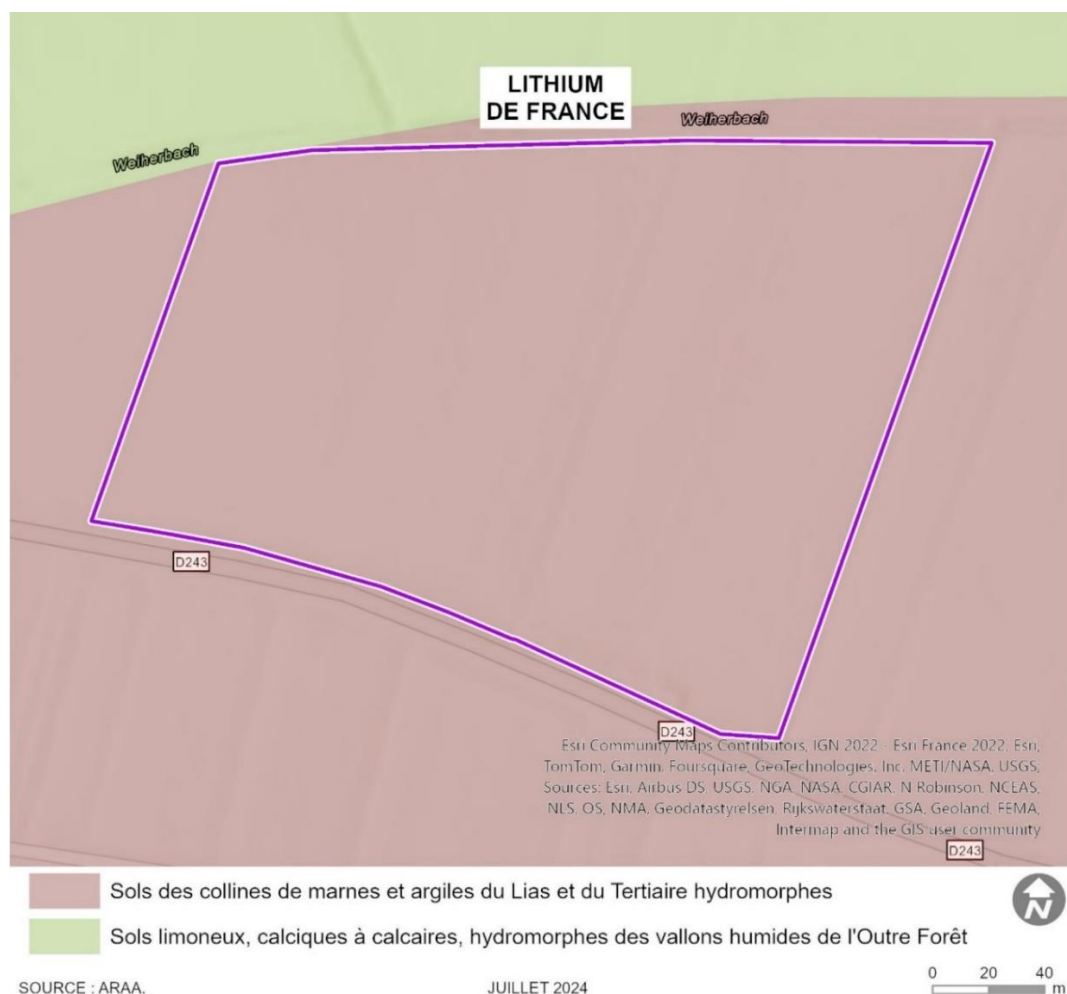 LITHIUM
DE FRANCE
Weiherbach
Weiherbach
D243
D243
Esri Community Maps Contributors, IGN 2022 - Esri France 2022, Esri,
TomTom, Garmin, Foursquare, GeoTechnologies, Inc, METI/NASA, USGS,
Sources: Esri, Airbus DS, USGS, NGA, NASA, CGIAR, N Robinson, NCEAS,
NLS, OS, NMA, Geodatastyrelsen, Rijkswaterstaat, GSA, Geoland, FEMA,
Intermap and the GIS user community
D243
Sols des collines de marnes et argiles du Lias et du Tertiaire hydromorphes
N
Sols limoneux, calciques à calcaires, hydromorphes des vallons humides de l'Outre Forêt
SOURCE : ARAA.
JUILLET 2024
0 20 40
m